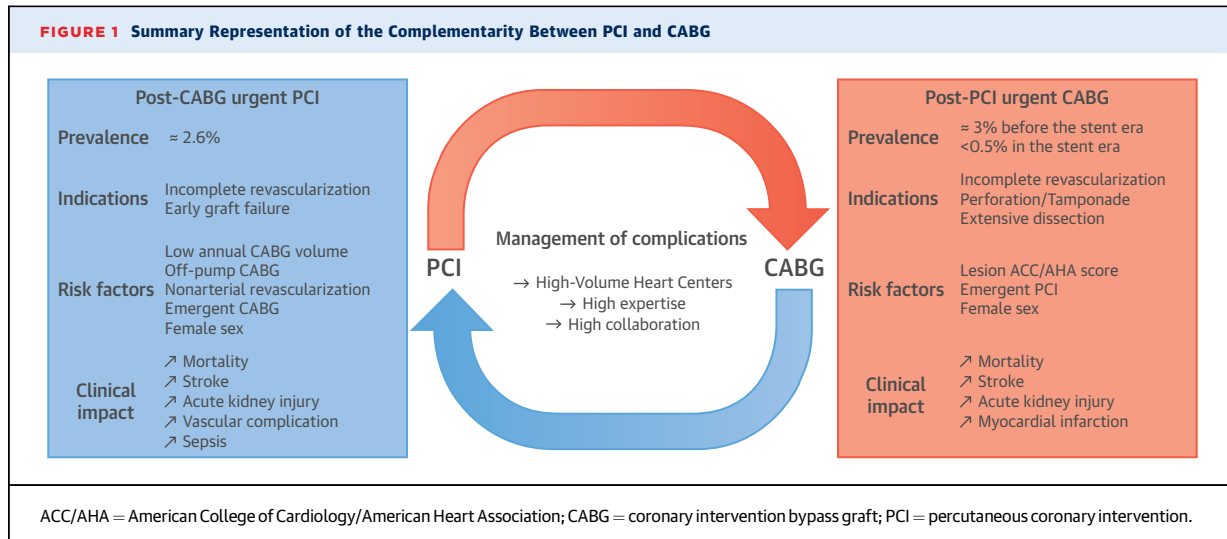 FIGURE 1 Summary Representation of the Complementarity Between PCI and CABG
Post-CABG urgent PCI
Prevalence ≈ 2.6%
Indications
Incomplete revascularization
Early graft failure
Risk factors
Low annual CABG volume
Off-pump CABG
Nonarterial revascularization
Emergent CABG
Female sex
Clinical
impact
↗ Mortality
↗ Stroke
↗ Acute kidney injury
↗ Vascular complication
↗ Sepsis
PCI
Management of complications
→ High-Volume Heart Centers
→ High expertise
→ High collaboration
CABG
Post-PCI urgent CABG
Prevalence
≈ 3% before the stent era
<0.5% in the stent era
Indications
Incomplete revascularization
Perforation/Tamponade
Extensive dissection
Risk factors
Lesion ACC/AHA score
Emergent PCI
Female sex
Clinical
impact
↗ Mortality
↗ Stroke
↗ Acute kidney injury
↗ Myocardial infarction
ACC/AHA = American College of Cardiology/American Heart Association; CABG = coronary intervention bypass graft; PCI = percutaneous coronary intervention.